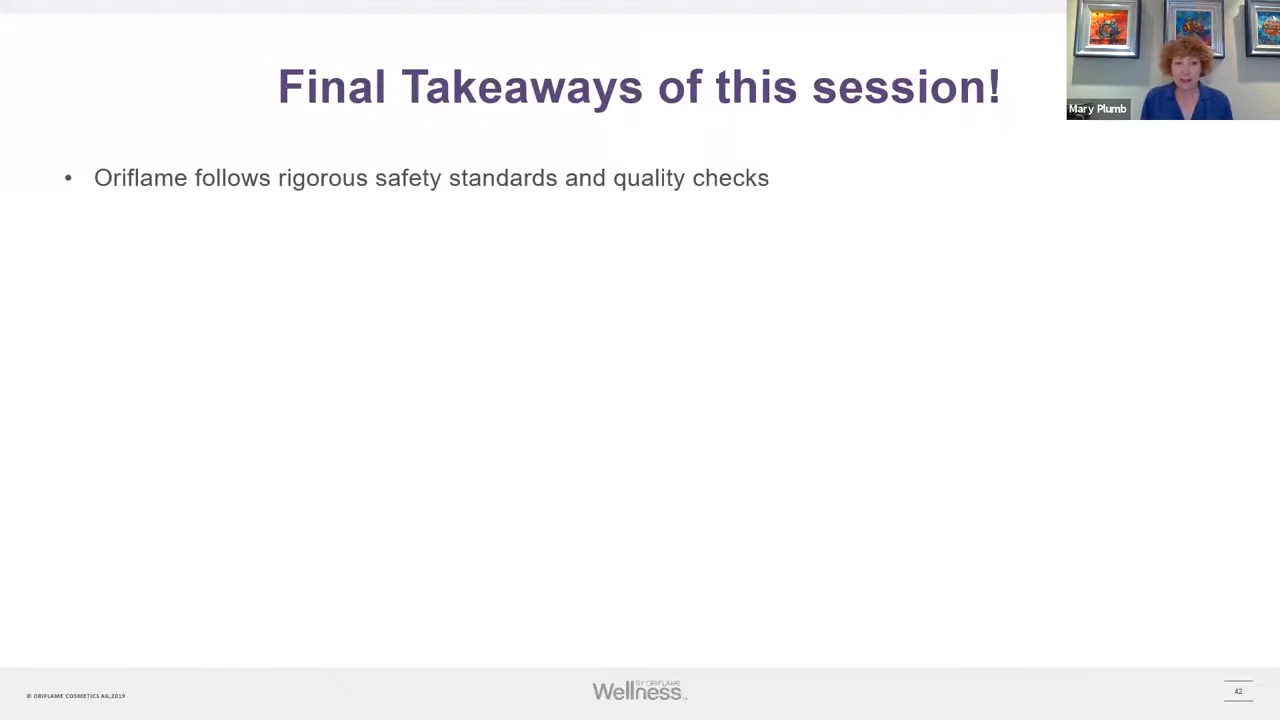 Final Takeaways of this session!
Mary Plumb
• Oriflame follows rigorous safety standards and quality checks
© ORIFLAME COSMETICS AG,2019
BY ORIFLAME
Wellness™
42